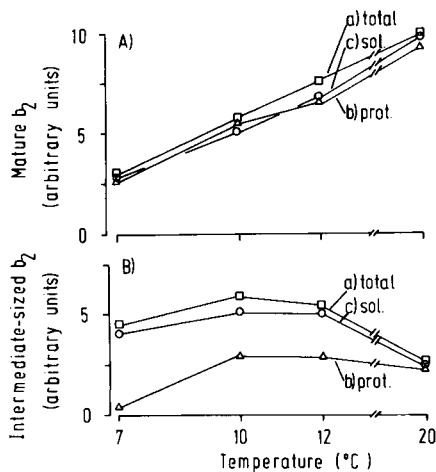 A)
a) total
c) sol.
b) prot.
10
5
0
Mature b₂
(arbitrary units)
B)
a) total
c) sol.
b) prot.
5
0
Intermediate-sized b₂
(arbitrary units)
7 10 12 20
Temperature (°C)